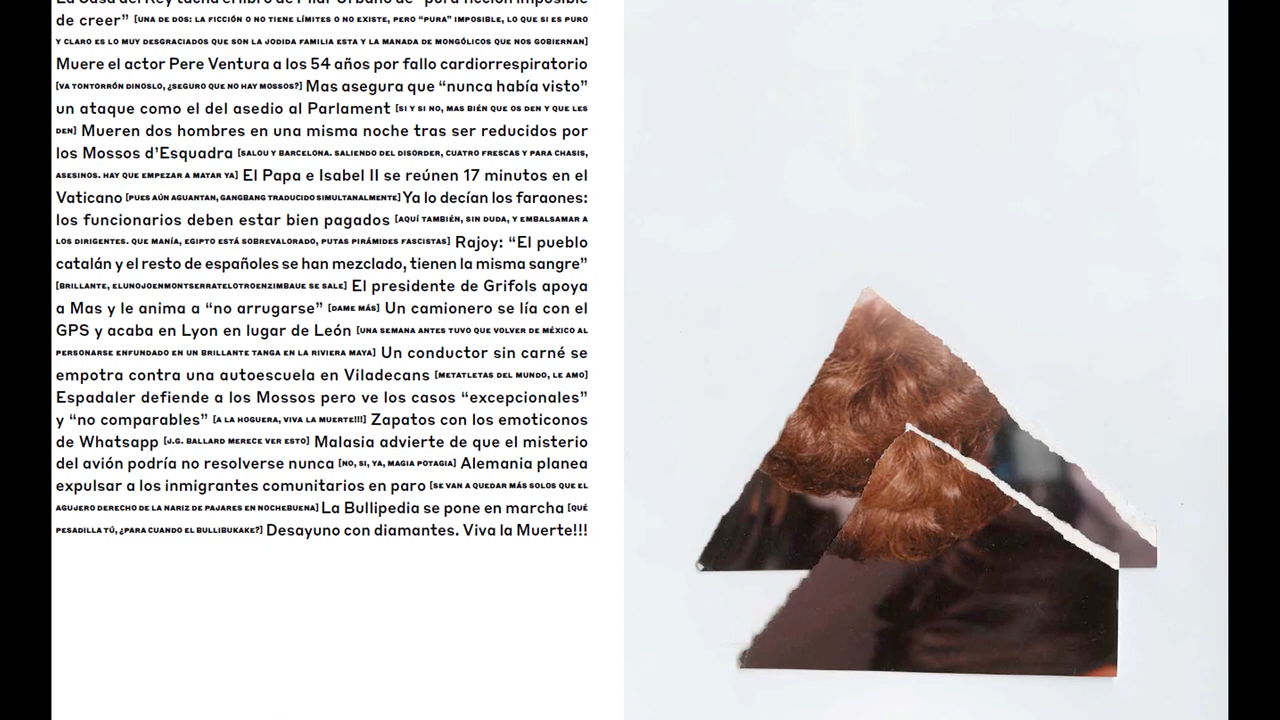 La Casa del Rey tacha el libro de Pilar Urbano de “pura ficción imposible
de creer” [UNA DE DOS: LA FICCIÓN O NO TIENE LÍMITES O NO EXISTE, PERO “PURA” IMPOSIBLE, LO QUE SI ES PURO
Y CLARO ES LO MUY DESGRACIADOS QUE SON LA JODIDA FAMILIA ESTA Y LA MANADA DE MONGÓLICOS QUE NOS GOBIERNAN]
Muere el actor Pere Ventura a los 54 años por fallo cardiorrespiratorio
[VA TONTORRÓN DINOSLO, ¿SEGURO QUE NO HAY MOSSOS?] Mas asegura que “nunca había visto”
un ataque como el del asedio al Parlament [SI Y SI NO, MAS BIÉN QUE OS DEN Y QUE LES
DEN] Mueren dos hombres en una misma noche tras ser reducidos por
los Mossos d’Esquadra [SALOU Y BARCELONA. SALIENDO DEL DISORDER, CUATRO FRESCAS Y PARA CHASIS,
ASESINOS. HAY QUE EMPEZAR A MATAR YA] El Papa e Isabel II se reúnen 17 minutos en el
Vaticano [PUES AÚN AGUANTAN, GANGBANG TRADUCIDO SIMULTANALMENTE] Ya lo decían los faraones:
los funcionarios deben estar bien pagados [AQUÍ TAMBIÉN, SIN DUDA, Y EMBALSAMAR A
LOS DIRIGENTES. QUE MANÍA, EGIPTO ESTÁ SOBREVALORADO, PUTAS PIRÁMIDES FASCISTAS] Rajoy: “El pueblo
catalán y el resto de españoles se han mezclado, tienen la misma sangre”
[BRILLANTE, ELUNOJOENMONTSERRATELOTROENZIMBAUE SE SALE] El presidente de Grifols apoya
a Mas y le anima a “no arrugarse” [DAME MÁS] Un camionero se lía con el
GPS y acaba en Lyon en lugar de León [UNA SEMANA ANTES TUVO QUE VOLVER DE MÉXICO AL
PERSONARSE ENFUNDADO EN UN BRILLANTE TANGA EN LA RIVIERA MAYA] Un conductor sin carné se
empotra contra una autoescuela en Viladecans [METATLETAS DEL MUNDO, LE AMO]
Espadaler defiende a los Mossos pero ve los casos “excepcionales”
y “no comparables” [A LA HOGUERA, VIVA LA MUERTE!!!] Zapatos con los emoticonos
de Whatsapp [J.G. BALLARD MERECE VER ESTO] Malasia advierte de que el misterio
del avión podría no resolverse nunca [NO, SI, YA, MAGIA POTAGIA] Alemania planea
expulsar a los inmigrantes comunitarios en paro [SE VAN A QUEDAR MÁS SOLOS QUE EL
AGUJERO DERECHO DE LA NARIZ DE PAJARES EN NOCHEBUENA] La Bullipedia se pone en marcha [QUÉ
PESADILLA TÚ, ¿PARA CUANDO EL BULLIBUKAKE?] Desayuno con diamantes. Viva la Muerte!!!